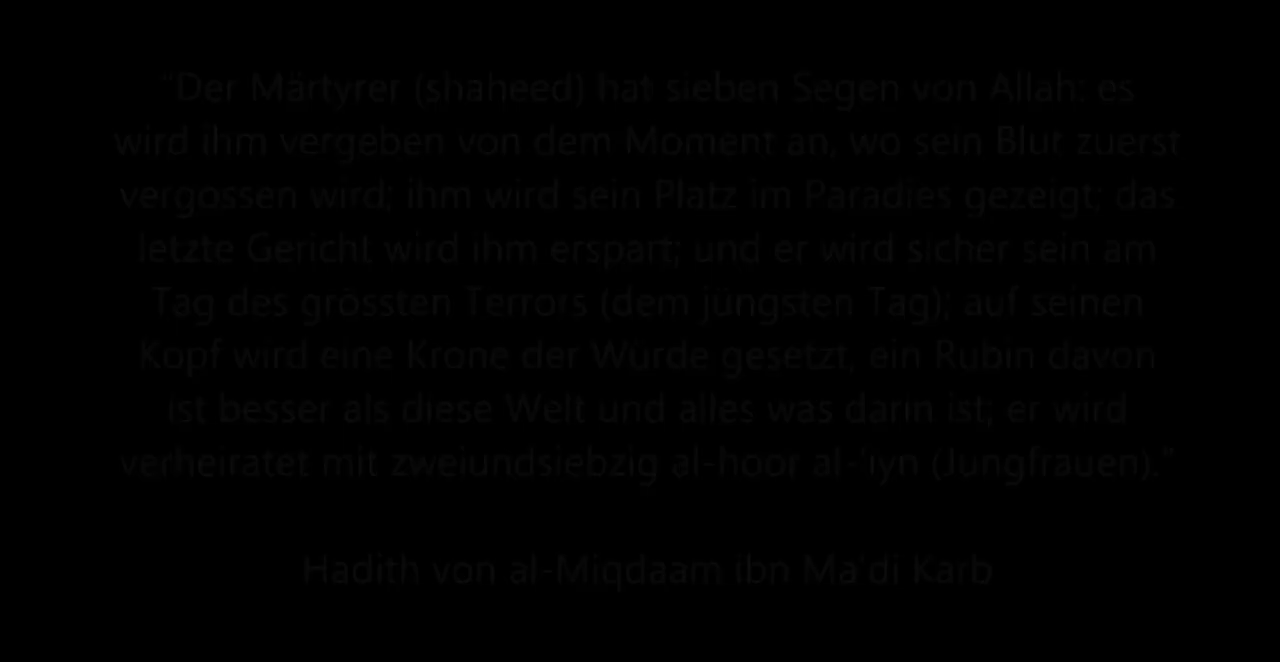 "Der Märtyrer (shaheed) hat sieben Segen von Allah: es
wird ihm vergeben von dem Moment an, wo sein Blut zuerst
vergossen wird; ihm wird sein Platz im Paradies gezeigt; das
letzte Gericht wird ihm erspart; und er wird sicher sein am
Tag des grössten Terrors (dem jüngsten Tag); auf seinen
Kopf wird eine Krone der Würde gesetzt, ein Rubin davon
ist besser als diese Welt und alles was darin ist; er wird
verheiratet mit zweiundsiebzig al-hoor al-'iyn (Jungfrauen)."
Hadith von al-Miqdaam ibn Ma'di Karb